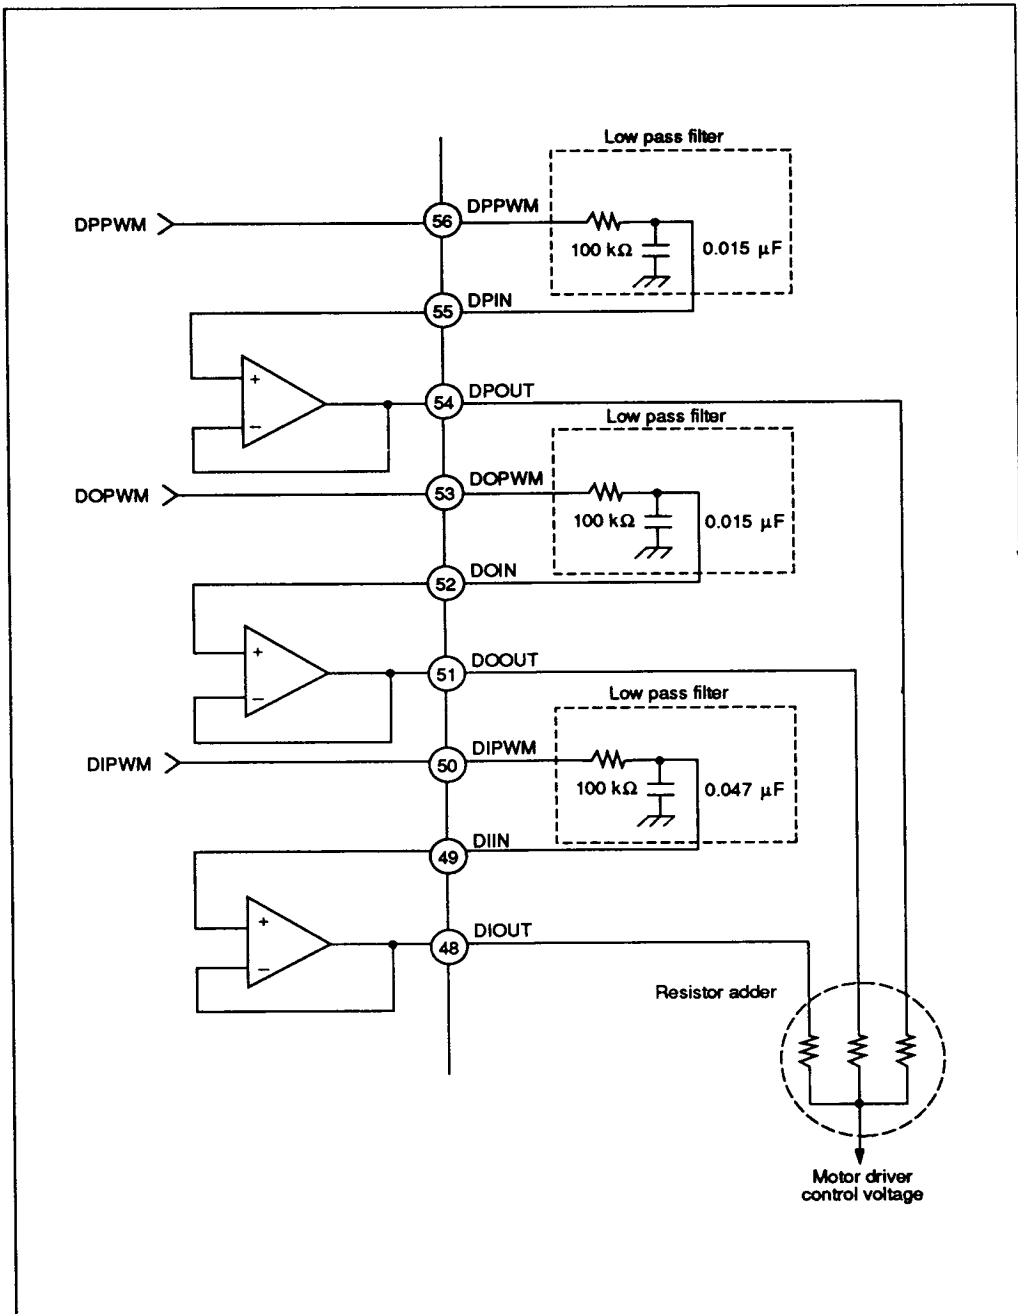 Low pass filter
DPPWM
56
DPPWM
100 kΩ
0.015 µF
55
DPIN
+
−
54
DPOUT
Low pass filter
DOPWM
53
DOPWM
100 kΩ
0.015 µF
52
DOIN
+
−
51
DOOUT
Low pass filter
DIPWM
50
DIPWM
100 kΩ
0.047 µF
49
DIIN
+
−
48
DIOUT
Resistor adder
Motor driver
control voltage